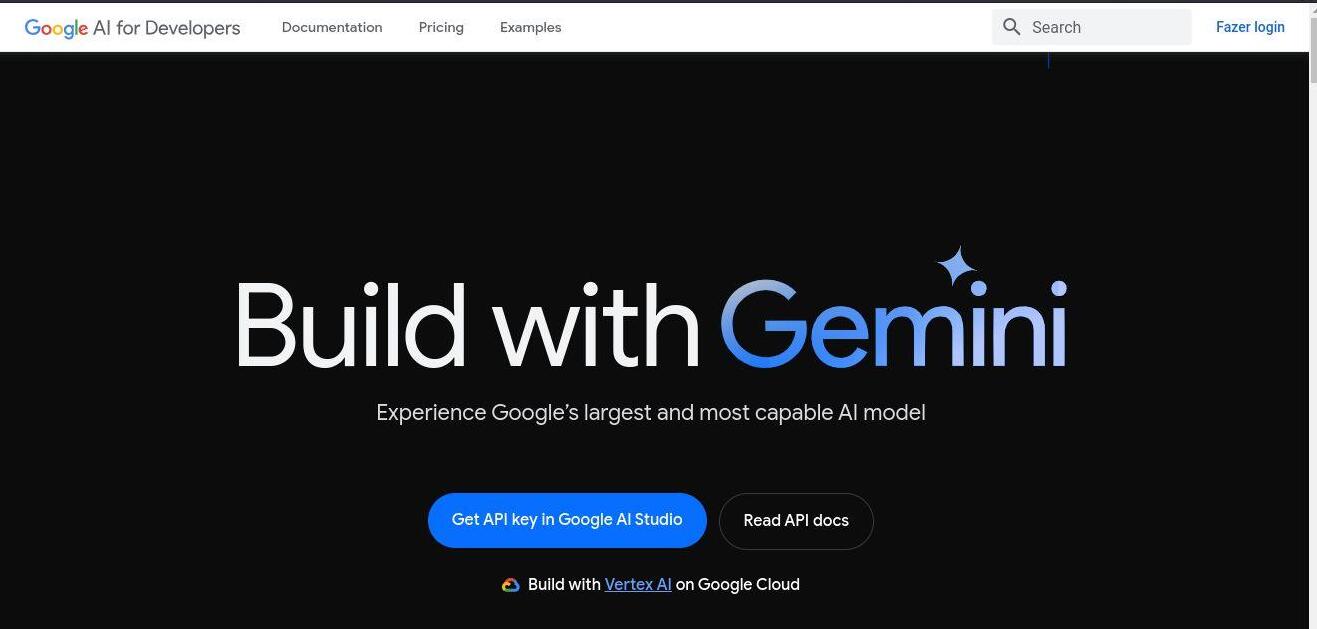 Google AI for Developers Documentation Pricing Examples Search Fazer login
Build with Gemini
Experience Google's largest and most capable AI model
Get API key in Google AI Studio Read API docs
Build with Vertex AI on Google Cloud